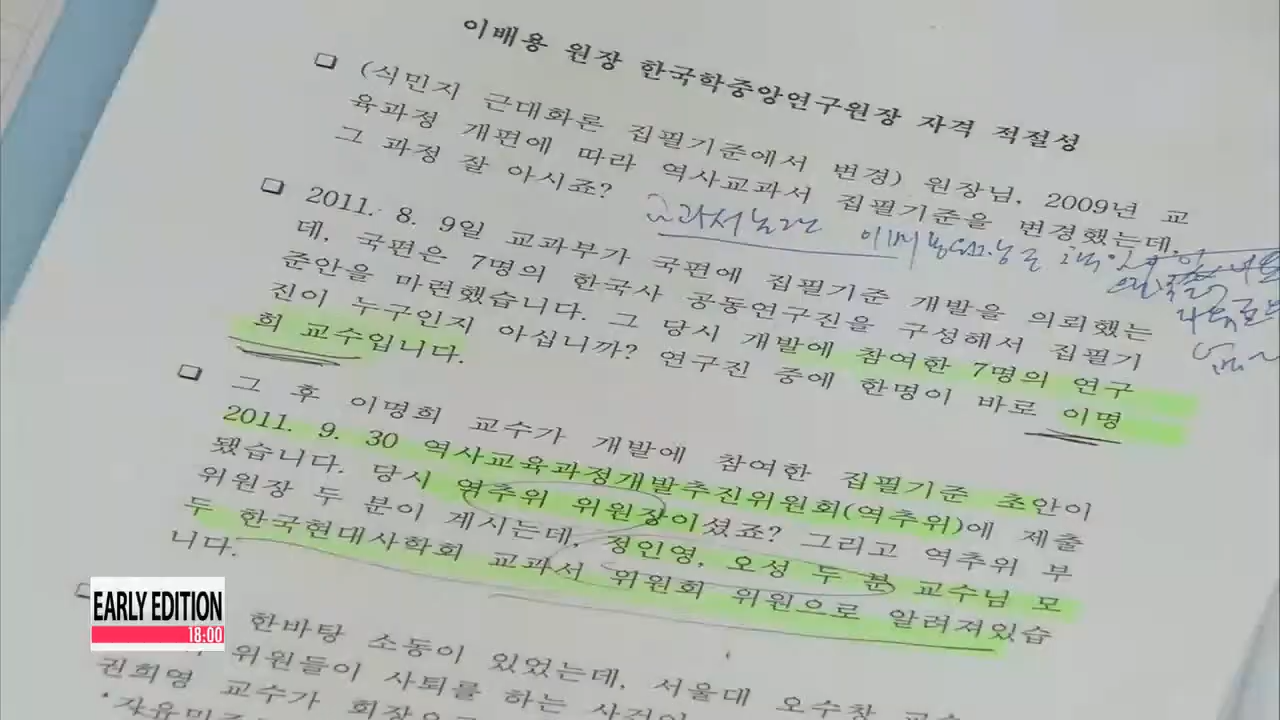 이배용 원장 한국학중앙연구원장 자격 적절성
❏ (식민지 근대화론 집필기준에서 변경) 원장님, 2009년 교
육과정 개편에 따라 역사교과서 집필기준을 변경했는데,
그 과정 잘 아시죠?
교과서논란
❏ 2011. 8. 9일 교과부가 국편에 집필기준 개발을 의뢰했는
데, 국편은 7명의 한국사 공동연구진을 구성해서 집필기
준안을 마련했습니다. 그 당시 개발에 참여한 7명의 연구
진이 누구인지 아십니까? 연구진 중에 한명이 바로 이명
희 교수입니다.
❏ 그 후 이명희 교수가 개발에 참여한 집필기준 초안이
2011. 9. 30 역사교육과정개발추진위원회(역추위)에 제출
됐습니다. 당시 역추위 위원장이셨죠? 그리고 역추위 부
위원장 두 분이 계시는데, 정인영, 오성 두 분 교수님 모
두 한국현대사학회 교과서 위원회 위원으로 알려져있습
니다.
한바탕 소동이 있었는데, 서울대 오수창 교수
위원들이 사퇴를 하는 사건이
권희영 교수가 회장으로
EARLY EDITION
18:00